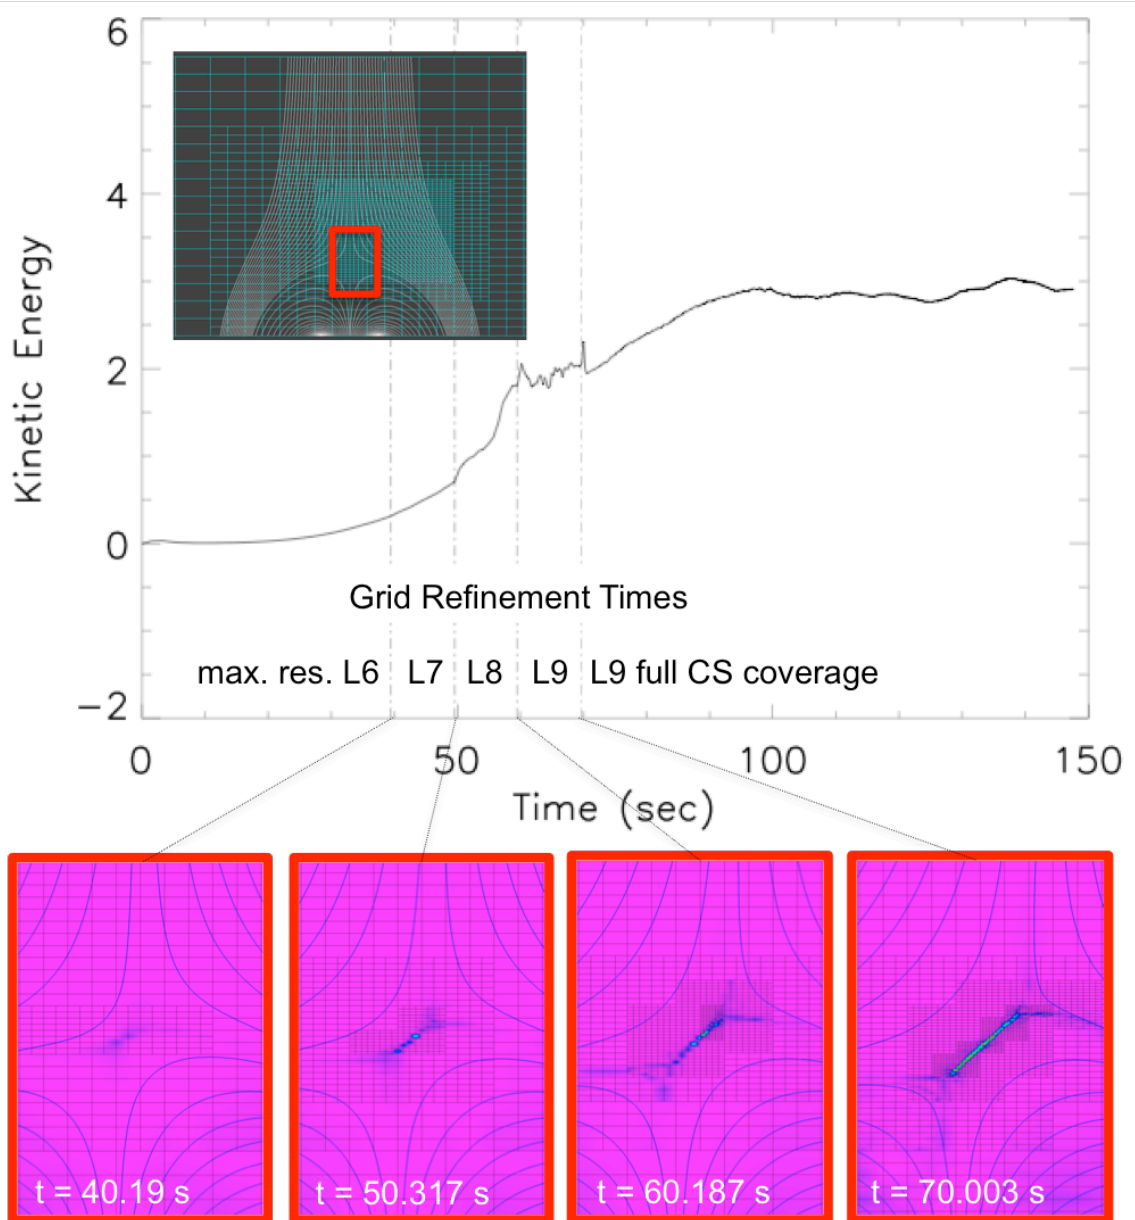 6
4
2
0
−2
Kinetic Energy
Grid Refinement Times
max. res. L6 L7 L8 L9 L9 full CS coverage
0 50 100 150
Time (sec)
t = 40.19 s t = 50.317 s t = 60.187 s t = 70.003 s